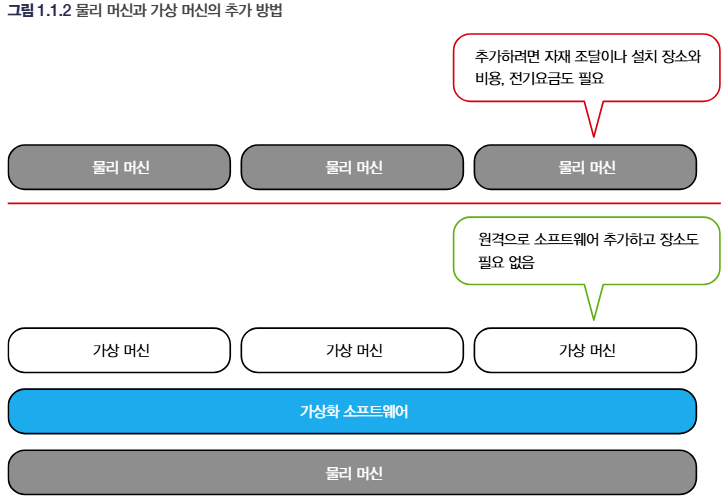 그림 1.1.2 물리 머신과 가상 머신의 추가 방법
추가하려면 자재 조달이나 설치 장소와
비용, 전기요금도 필요
물리 머신 물리 머신 물리 머신
원격으로 소프트웨어 추가하고 장소도
필요 없음
가상 머신 가상 머신 가상 머신
가상화 소프트웨어
물리 머신